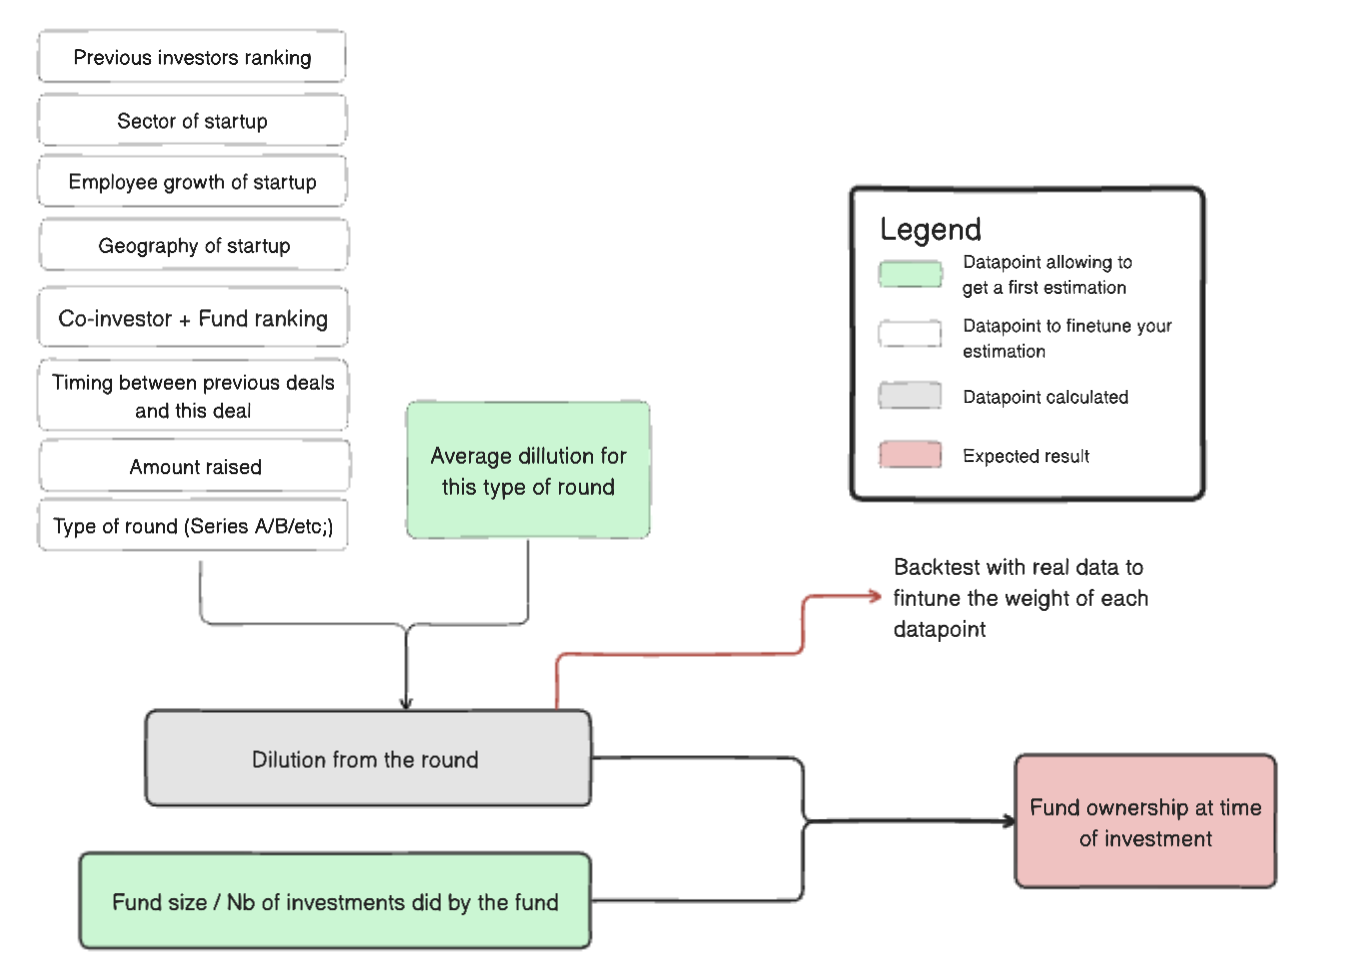 Previous investors ranking
Sector of startup
Employee growth of startup
Geography of startup
Co-investor + Fund ranking
Timing between previous deals
and this deal
Amount raised
Type of round (Series A/B/etc;)
Average dillution for
this type of round
Legend
Datapoint allowing to
get a first estimation
Datapoint to finetune your
estimation
Datapoint calculated
Expected result
Backtest with real data to
fintune the weight of each
datapoint
Dilution from the round
Fund ownership at time
of investment
Fund size / Nb of investments did by the fund